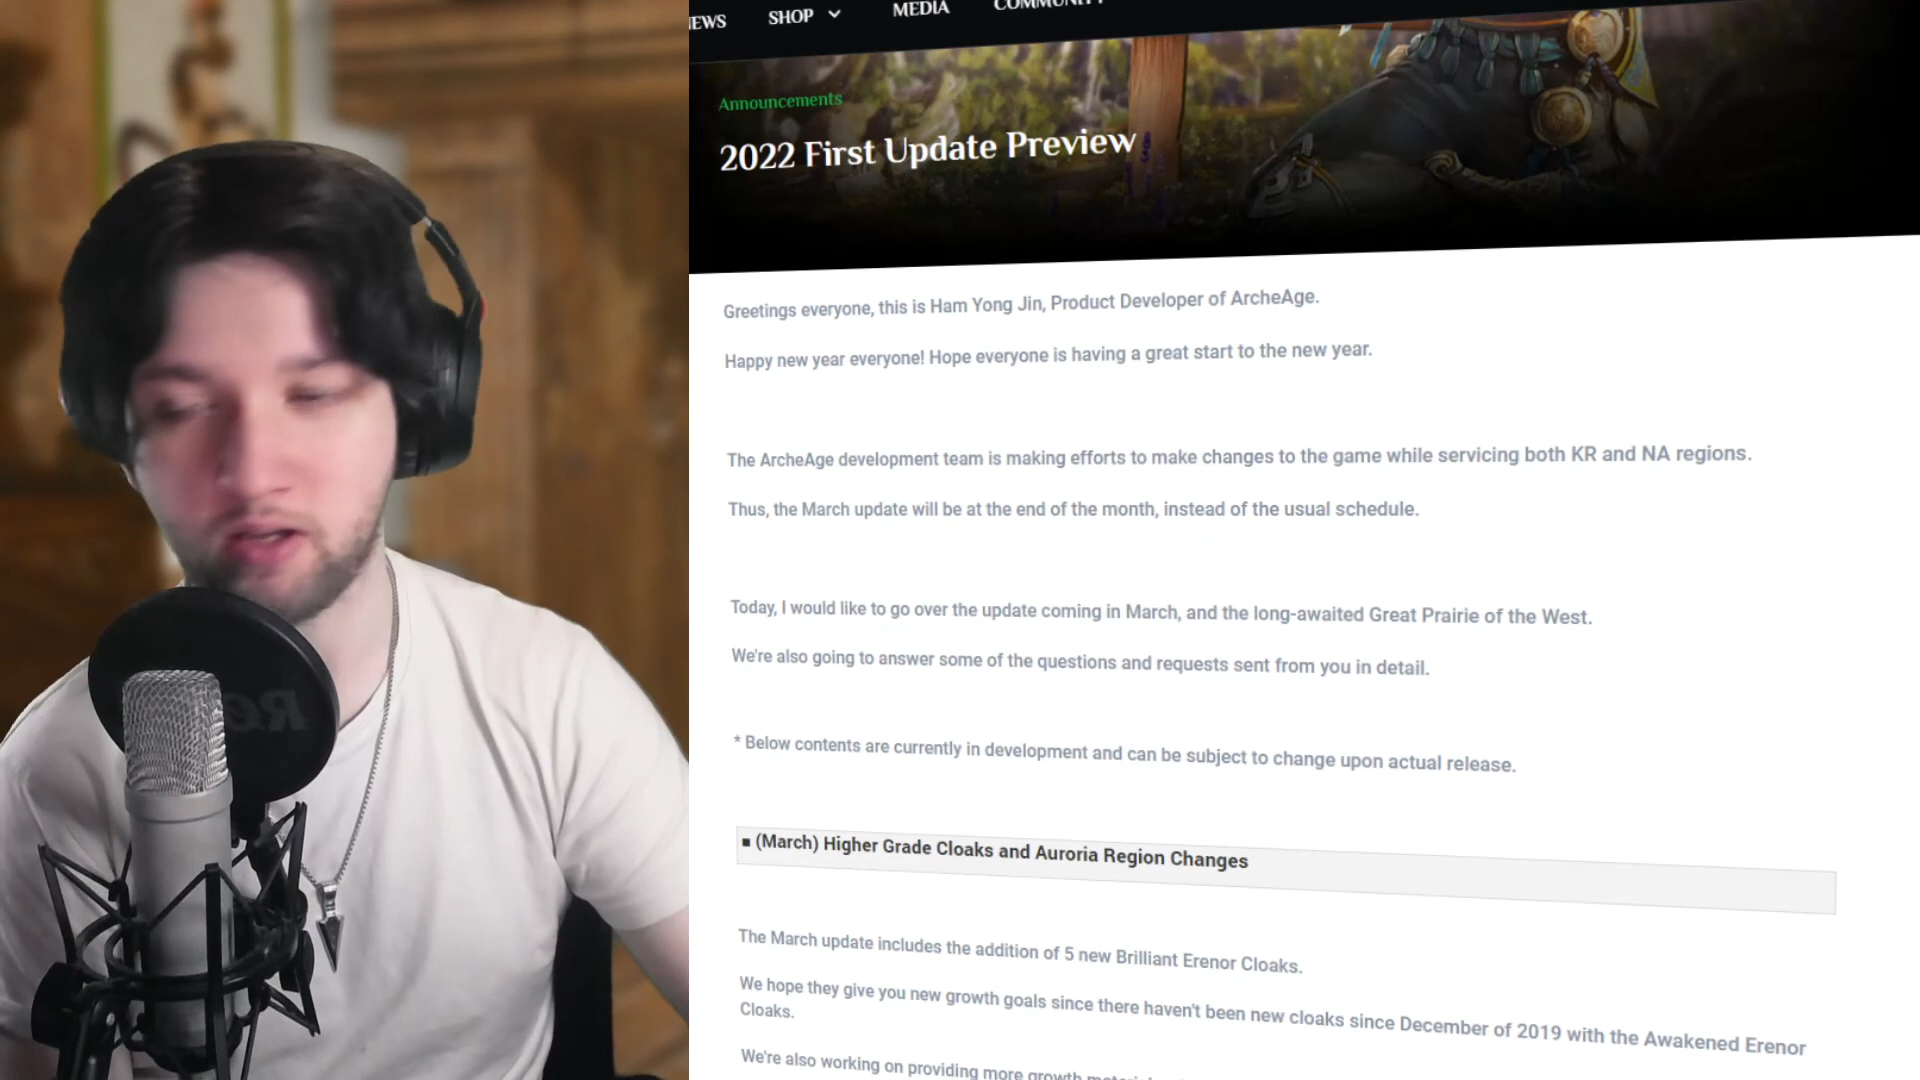 SHOP
MEDIA
Announcements
2022 First Update Preview
Greetings everyone, this is Ham Yong Jin, Product Developer of ArcheAge.
Happy new year everyone! Hope everyone is having a great start to the new year.
The ArcheAge development team is making efforts to make changes to the game while servicing both KR and NA regions.
Thus, the March update will be at the end of the month, instead of the usual schedule.
Today, I would like to go over the update coming in March, and the long-awaited Great Prairie of the West.
We're also going to answer some of the questions and requests sent from you in detail.
* Below contents are currently in development and can be subject to change upon actual release.
■ (March) Higher Grade Cloaks and Auroria Region Changes
The March update includes the addition of 5 new Brilliant Erenor Cloaks.
We hope they give you new growth goals since there haven't been new cloaks since December of 2019 with the Awakened Erenor
Cloaks.
We're also working on providing more growth